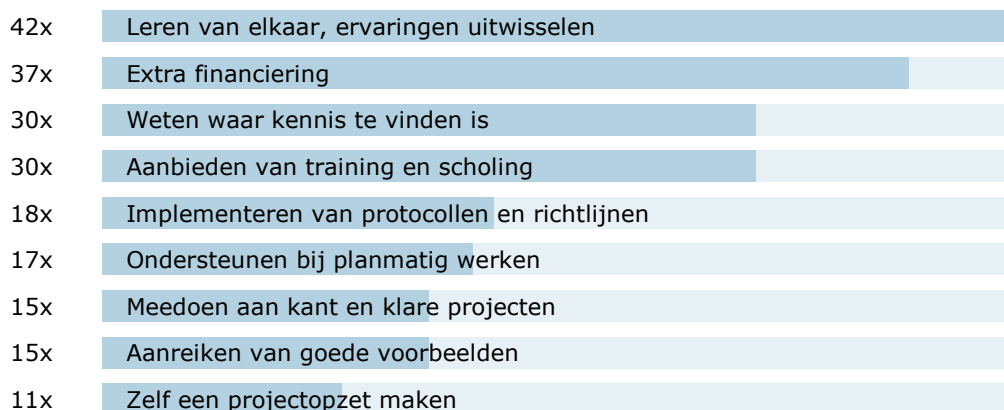 42x Leren van elkaar, ervaringen uitwisselen
37x Extra financiering
30x Weten waar kennis te vinden is
30x Aanbieden van training en scholing
18x Implementeren van protocollen en richtlijnen
17x Ondersteunen bij planmatig werken
15x Meedoen aan kant en klare projecten
15x Aanreiken van goede voorbeelden
11x Zelf een projectopzet maken